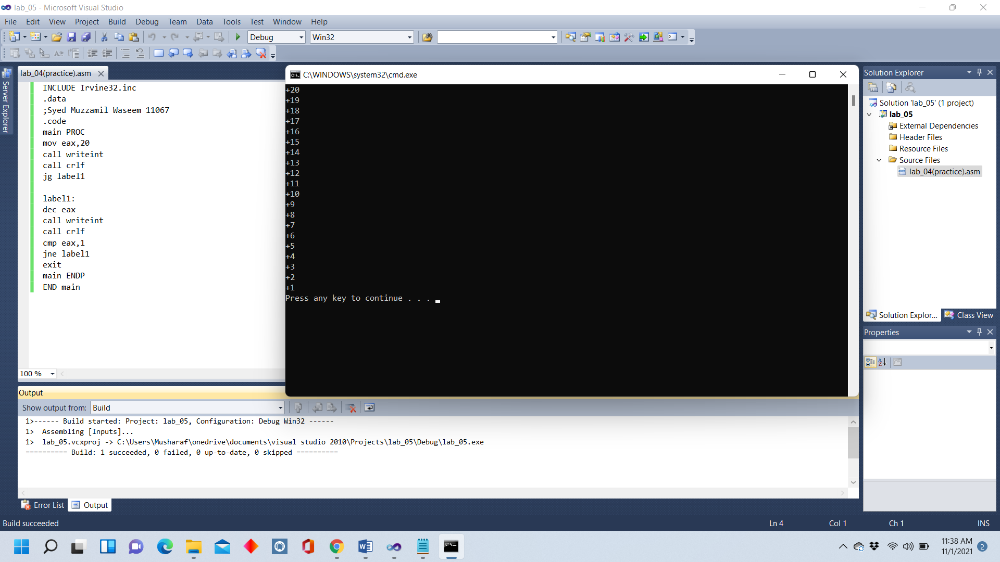 lab_05 - Microsoft Visual Studio
File Edit View Project Build Debug Team Data Tools Test Window Help
Debug Win32
Server Explorer
lab_04(practice).asm
INCLUDE Irvine32.inc
.data
;Syed Muzzamil Waseem 11067
.code
main PROC
mov eax,20
call writeint
call crlf
jg label1
label1:
dec eax
call writeint
call crlf
cmp eax,1
jne label1
exit
main ENDP
END main
100 %
C:\WINDOWS\system32\cmd.exe
+20
+19
+18
+17
+16
+15
+14
+13
+12
+11
+10
+9
+8
+7
+6
+5
+4
+3
+2
+1
Press any key to continue . . .
Solution Explorer
Solution 'lab_05' (1 project)
lab_05
External Dependencies
Header Files
Resource Files
Source Files
lab_04(practice).asm
Solution Explor... Class View
Properties
Output
Show output from: Build
1>------ Build started: Project: lab_05, Configuration: Debug Win32 ------
1>  Assembling [Inputs]...
1>  lab_05.vcxproj -> C:\Users\Musharaf\onedrive\documents\visual studio 2010\Projects\lab_05\Debug\lab_05.exe
========== Build: 1 succeeded, 0 failed, 0 up-to-date, 0 skipped ==========
Error List Output
Build succeeded Ln 4 Col 1 Ch 1 INS
11:38 AM
11/1/2021
2